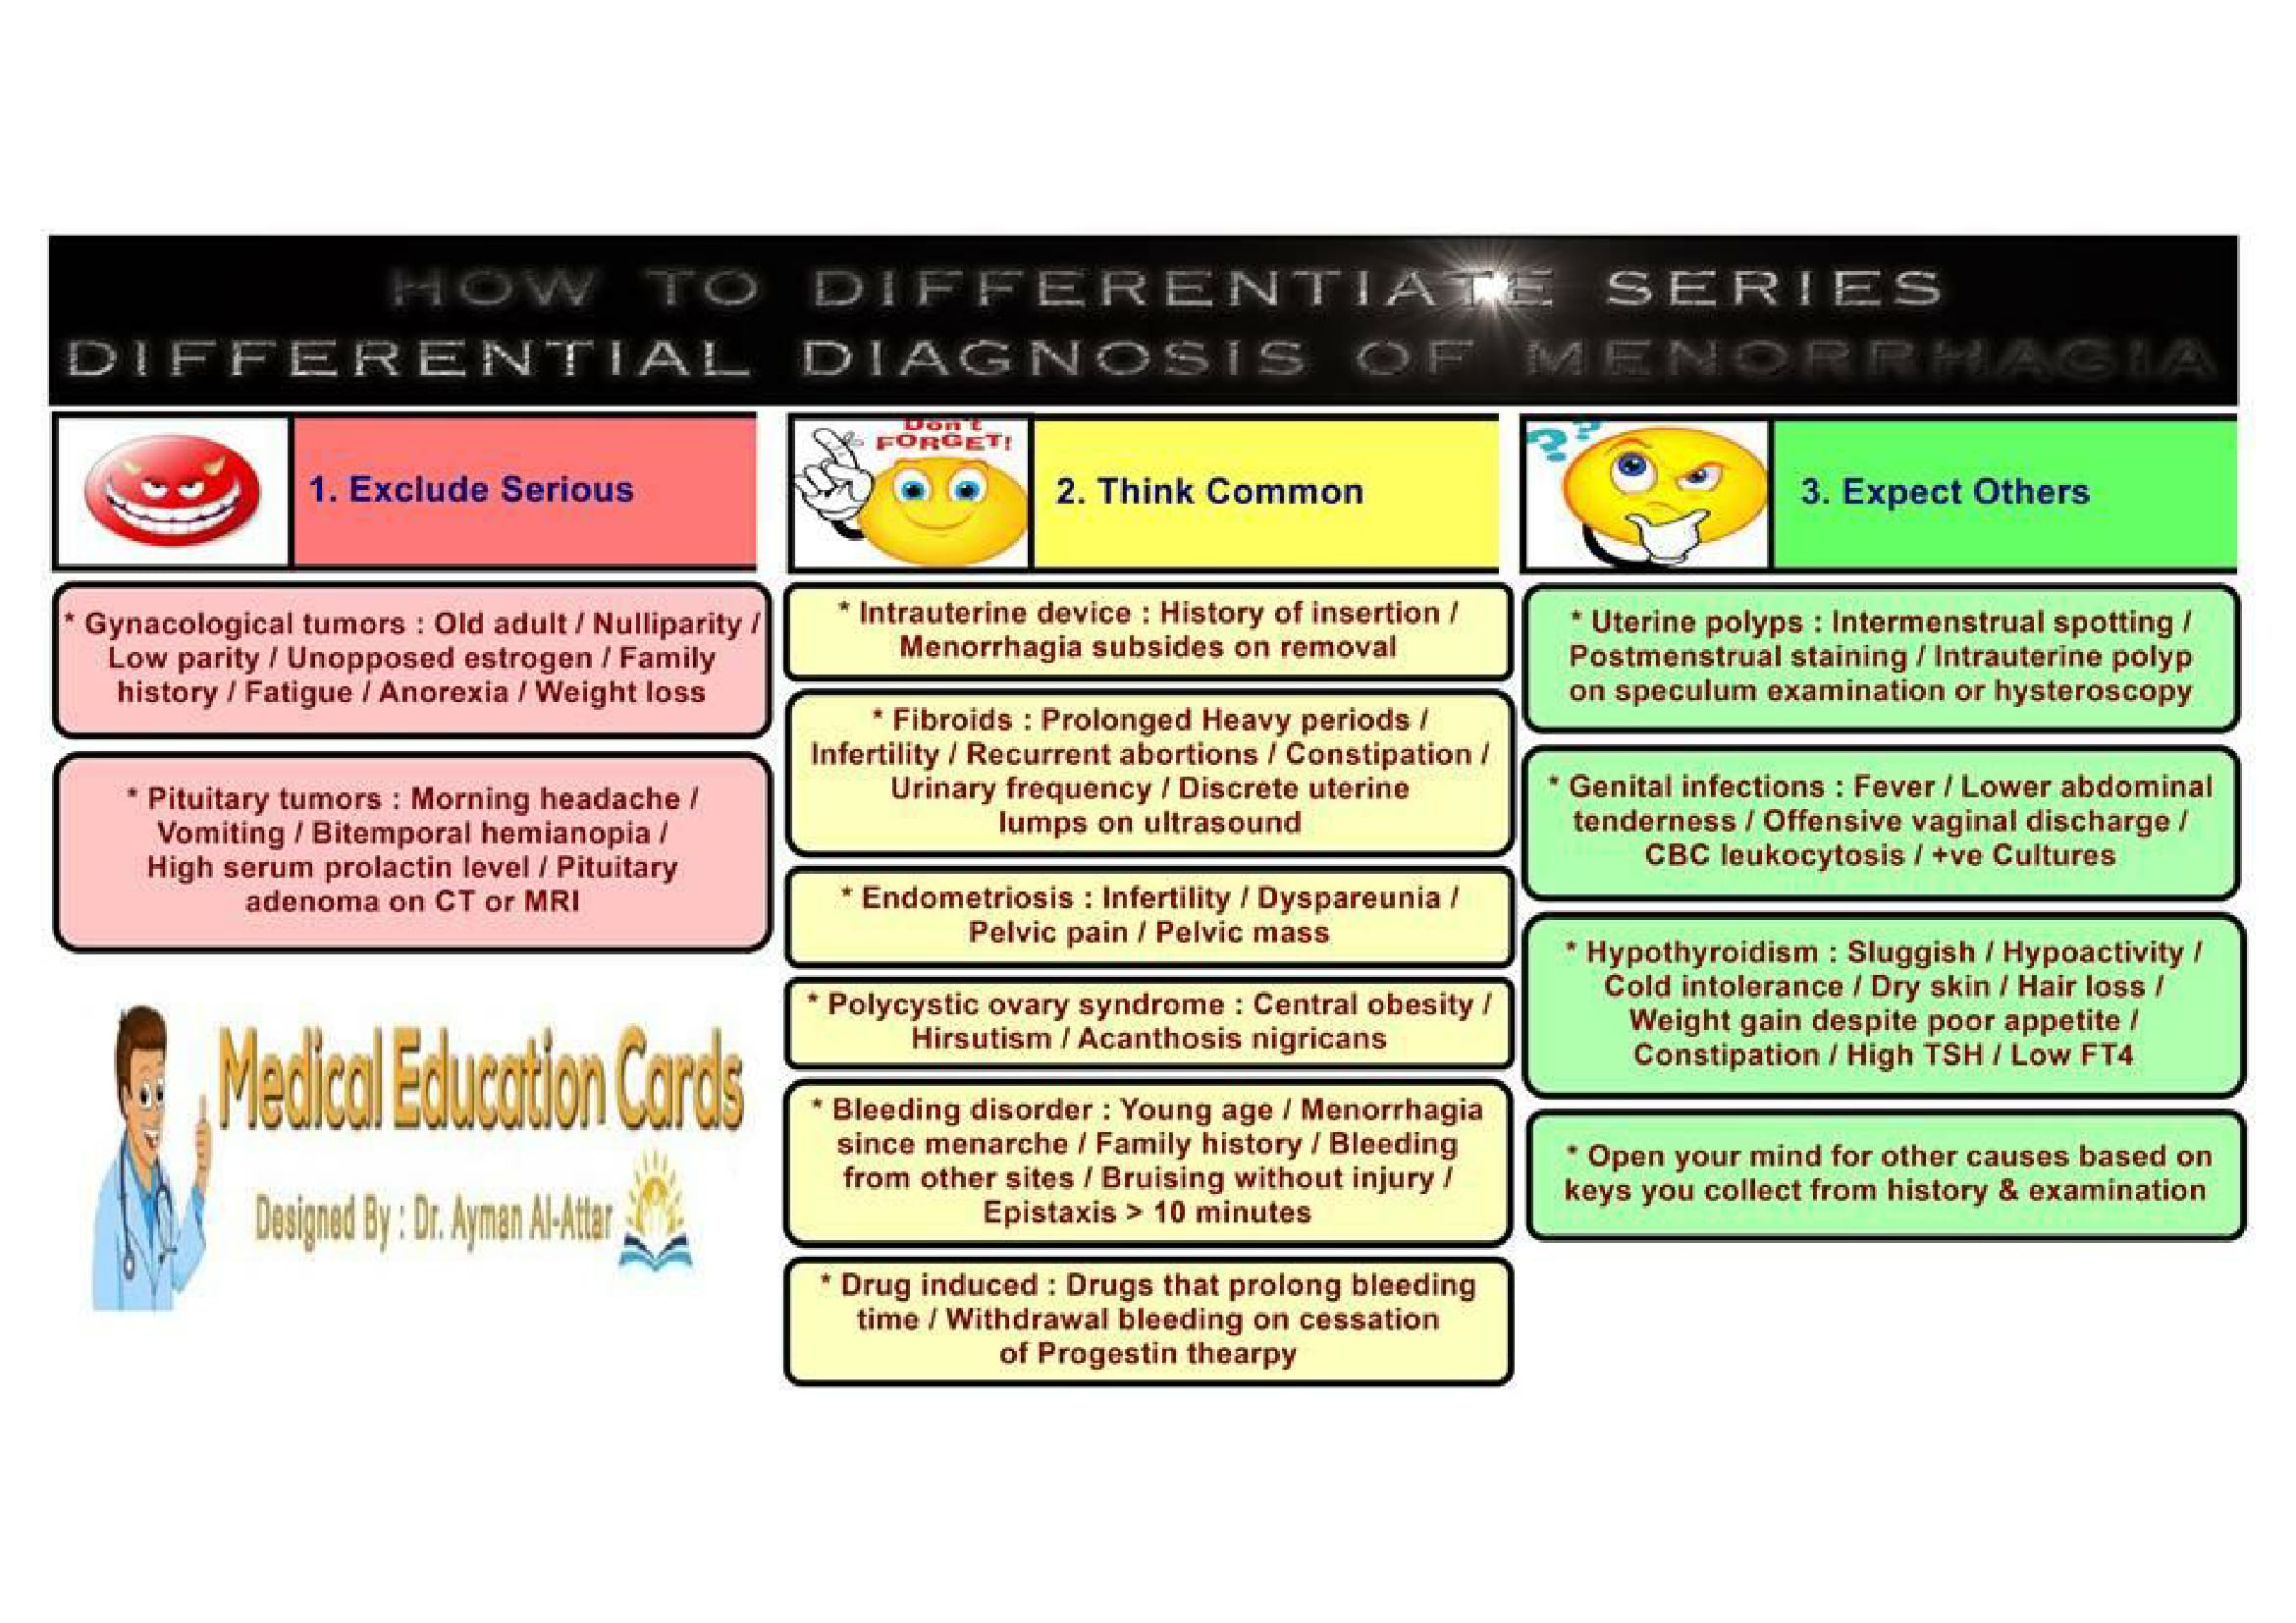 HOW TO DIFFERENTIATE SERIES
DIFFERENTIAL DIAGNOSIS OF MENORRHAGIA
1. Exclude Serious
* Gynacological tumors : Old adult / Nulliparity /
Low parity / Unopposed estrogen / Family
history / Fatigue / Anorexia / Weight loss
* Pituitary tumors : Morning headache /
Vomiting / Bitemporal hemianopia /
High serum prolactin level / Pituitary
adenoma on CT or MRI
Medical Education Cards
Designed By : Dr. Ayman Al-Attar
Don't
FORGET!
2. Think Common
* Intrauterine device : History of insertion /
Menorrhagia subsides on removal
* Fibroids : Prolonged Heavy periods /
Infertility / Recurrent abortions / Constipation /
Urinary frequency / Discrete uterine
lumps on ultrasound
* Endometriosis : Infertility / Dyspareunia /
Pelvic pain / Pelvic mass
* Polycystic ovary syndrome : Central obesity /
Hirsutism / Acanthosis nigricans
* Bleeding disorder : Young age / Menorrhagia
since menarche / Family history / Bleeding
from other sites / Bruising without injury /
Epistaxis > 10 minutes
* Drug induced : Drugs that prolong bleeding
time / Withdrawal bleeding on cessation
of Progestin thearpy
??
3. Expect Others
* Uterine polyps : Intermenstrual spotting /
Postmenstrual staining / Intrauterine polyp
on speculum examination or hysteroscopy
* Genital infections : Fever / Lower abdominal
tenderness / Offensive vaginal discharge /
CBC leukocytosis / +ve Cultures
* Hypothyroidism : Sluggish / Hypoactivity /
Cold intolerance / Dry skin / Hair loss /
Weight gain despite poor appetite /
Constipation / High TSH / Low FT4
* Open your mind for other causes based on
keys you collect from history & examination